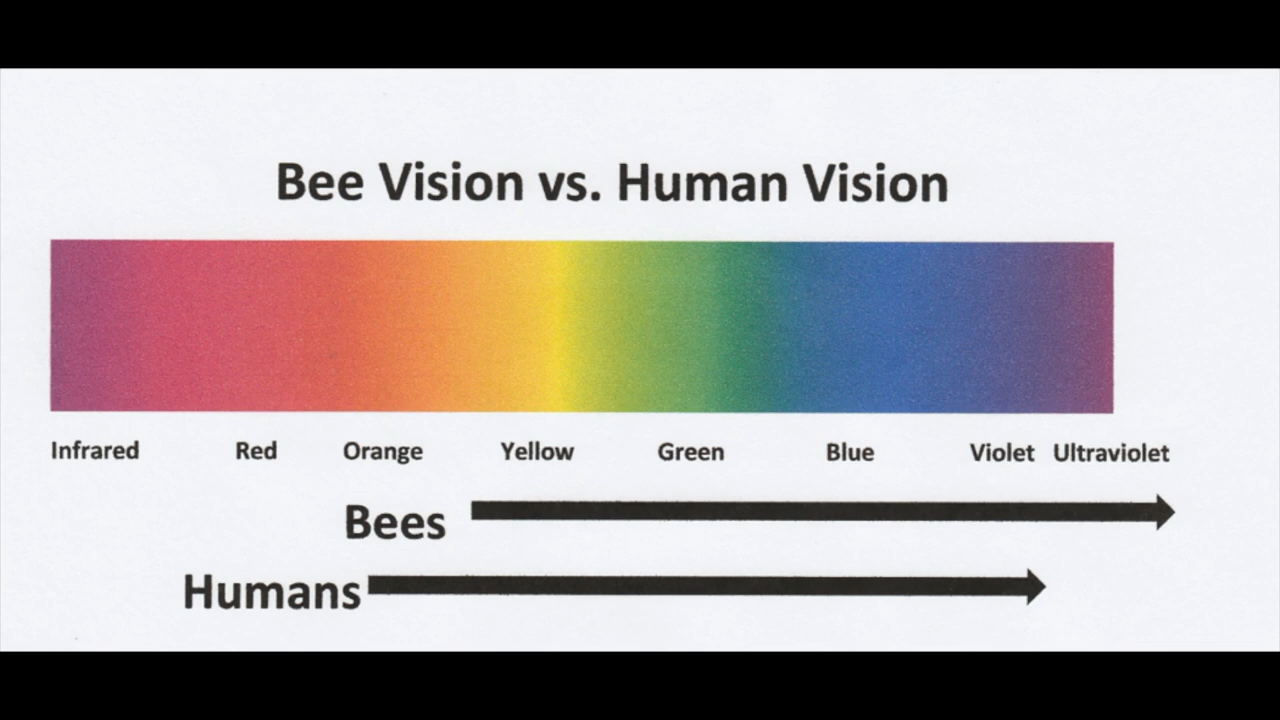 Bee Vision vs. Human Vision
Infrared Red Orange Yellow Green Blue Violet Ultraviolet
Bees
Humans